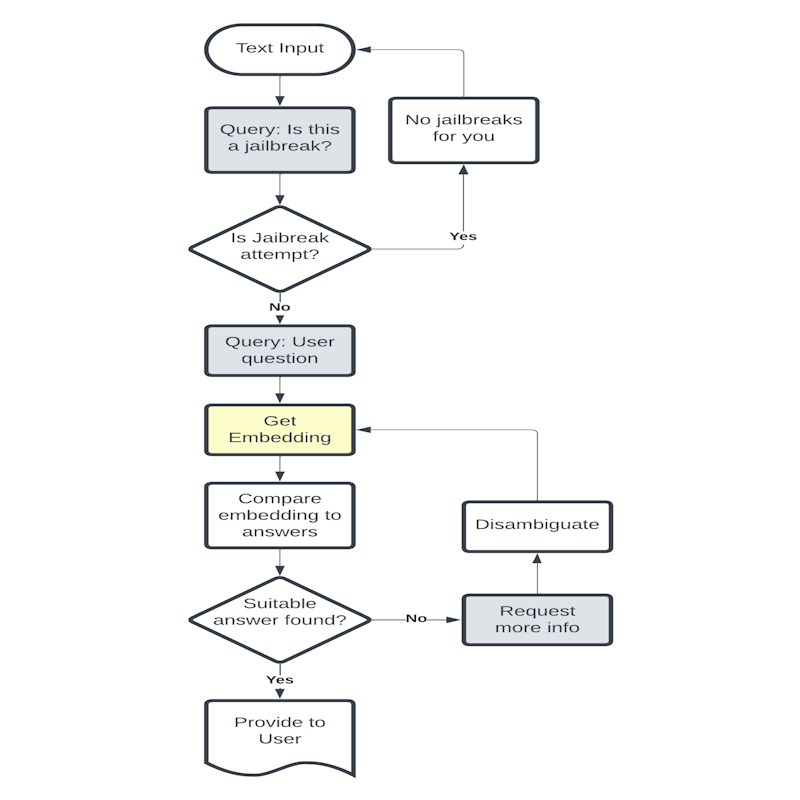 Text Input
No jailbreaks
for you
Query: Is this
a jailbreak?
Is Jaibreak
attempt?
Yes
No
Query: User
question
Get
Embedding
Compare
embedding to
answers
Disambiguate
Suitable
answer found?
No
Request
more info
Yes
Provide to
User